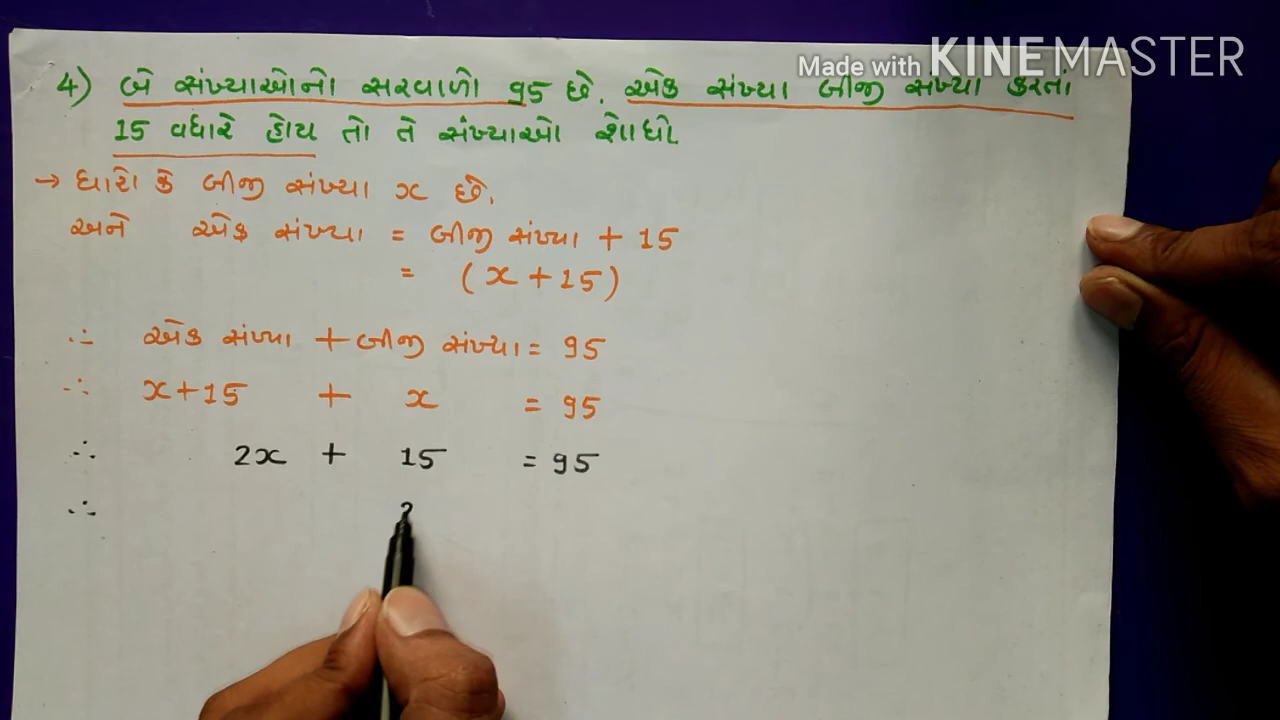 Made with KINEMASTER
4) બે સંખ્યાઓનો સરવાળો 95 છે. એક સંખ્યા બીજી સંખ્યા કરતાં
15 વધારે હોય તો તે સંખ્યાઓ શોધો
→ ધારો કે બીજી સંખ્યા x છે.
અને એક સંખ્યા = બીજી સંખ્યા + 15
= (x + 15)
∴ એક સંખ્યા + બીજી સંખ્યા = 95
∴ x+15 + x = 95
∴ 2x + 15 = 95
∴